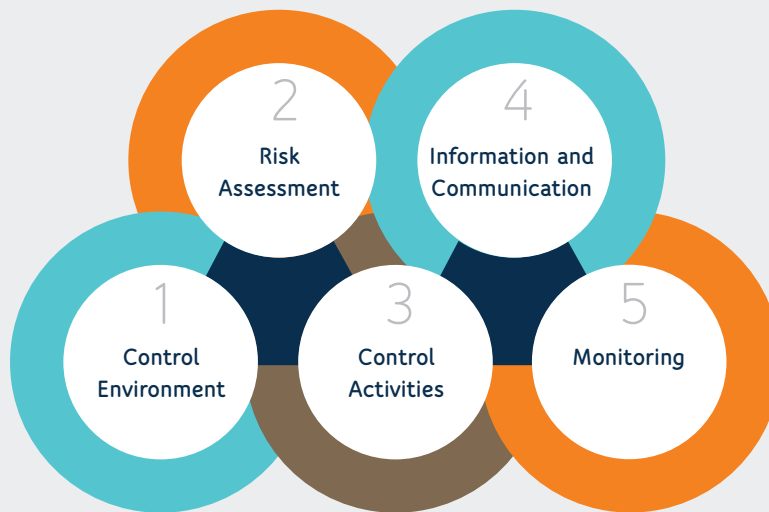 1
Control
Environment
2
Risk
Assessment
3
Control
Activities
4
Information and
Communication
5
Monitoring